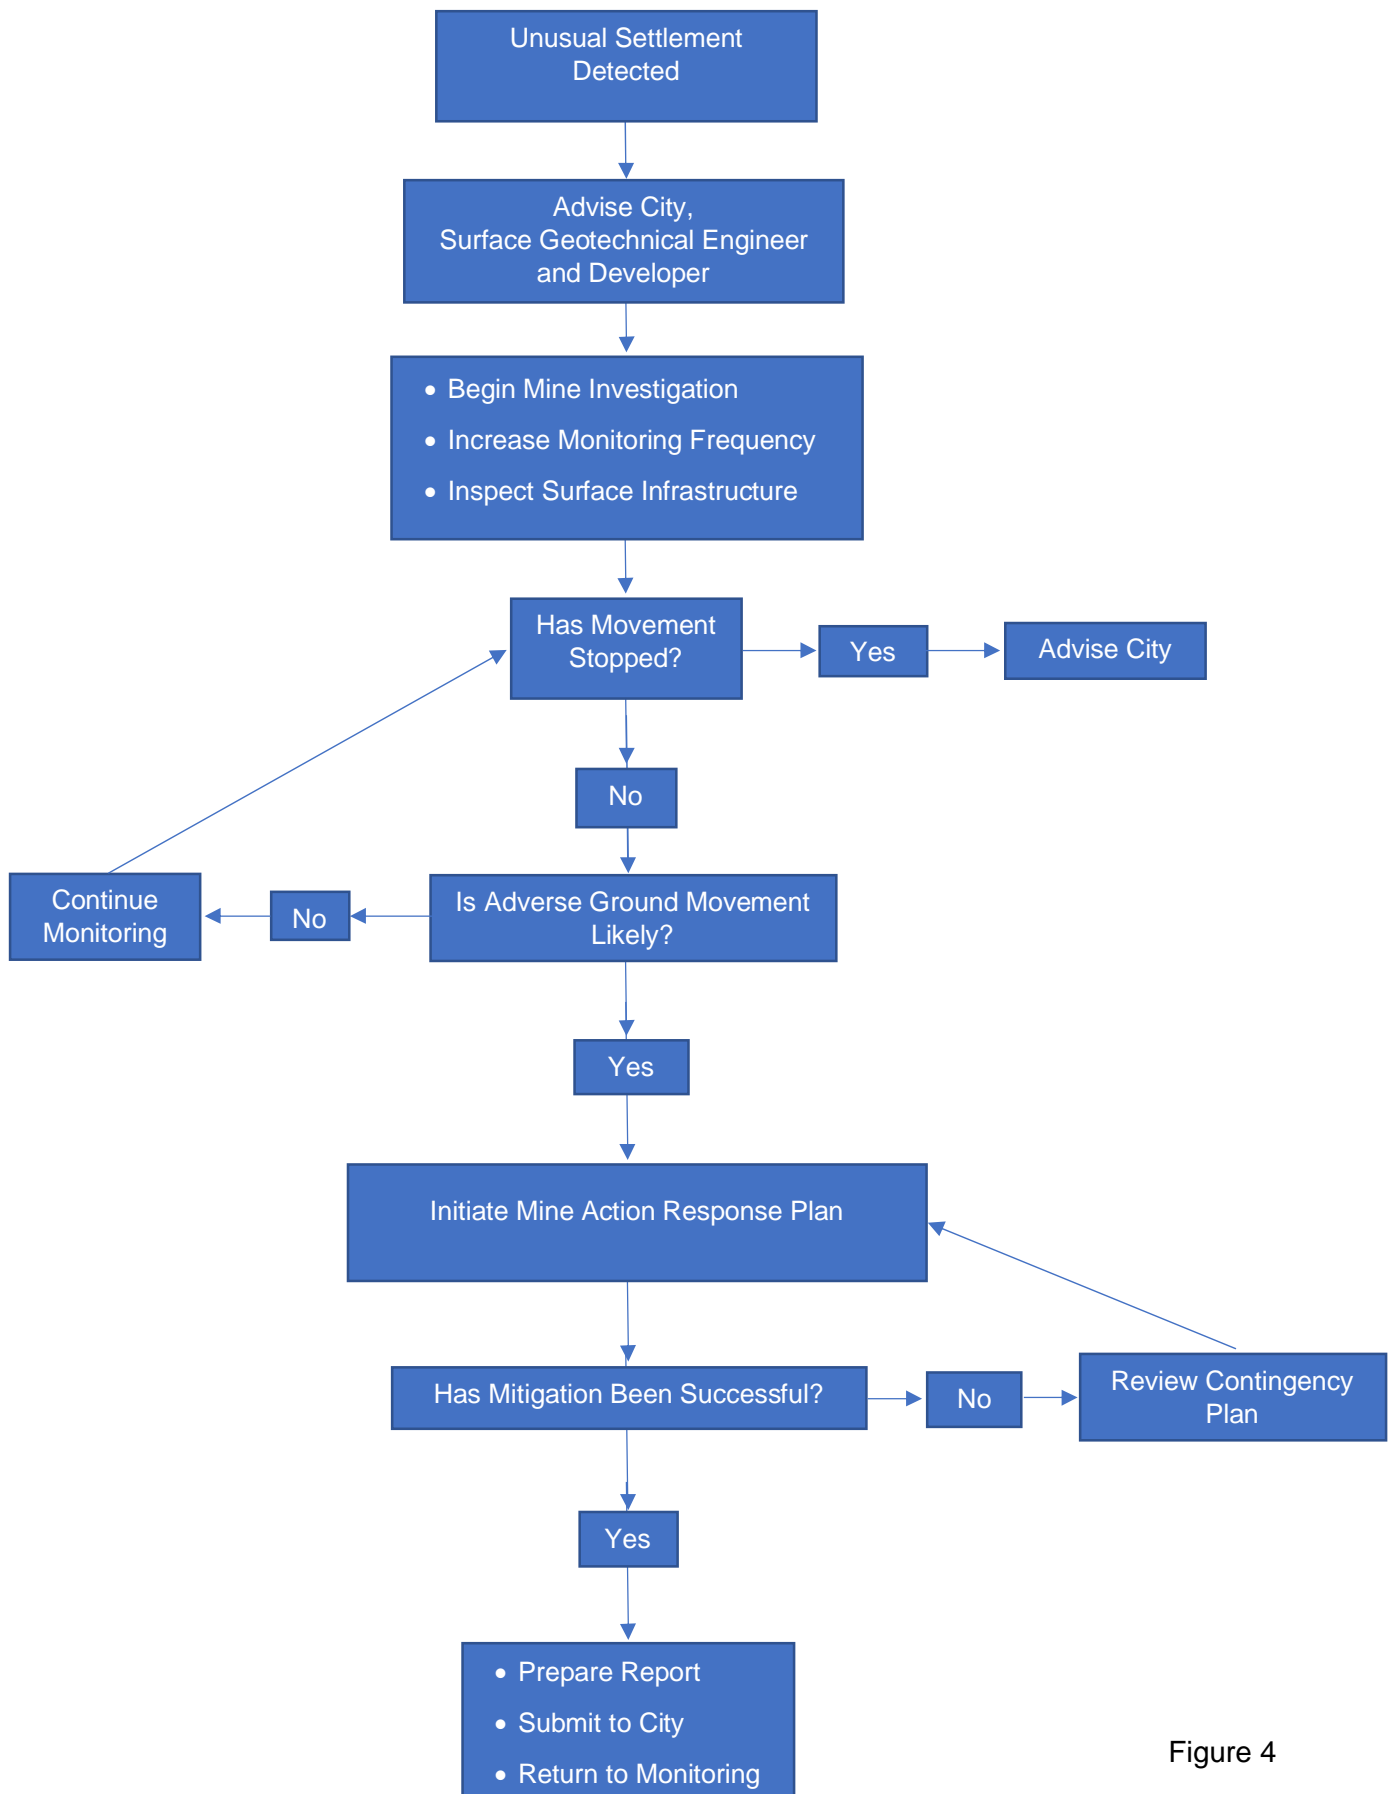 Unusual Settlement
Detected
Advise City,
Surface Geotechnical Engineer
and Developer
• Begin Mine Investigation
• Increase Monitoring Frequency
• Inspect Surface Infrastructure
Has Movement
Stopped?
Yes
Advise City
No
Is Adverse Ground Movement
Likely?
No
Continue
Monitoring
Yes
Initiate Mine Action Response Plan
Has Mitigation Been Successful?
No
Review Contingency
Plan
Yes
• Prepare Report
• Submit to City
• Return to Monitoring
Figure 4